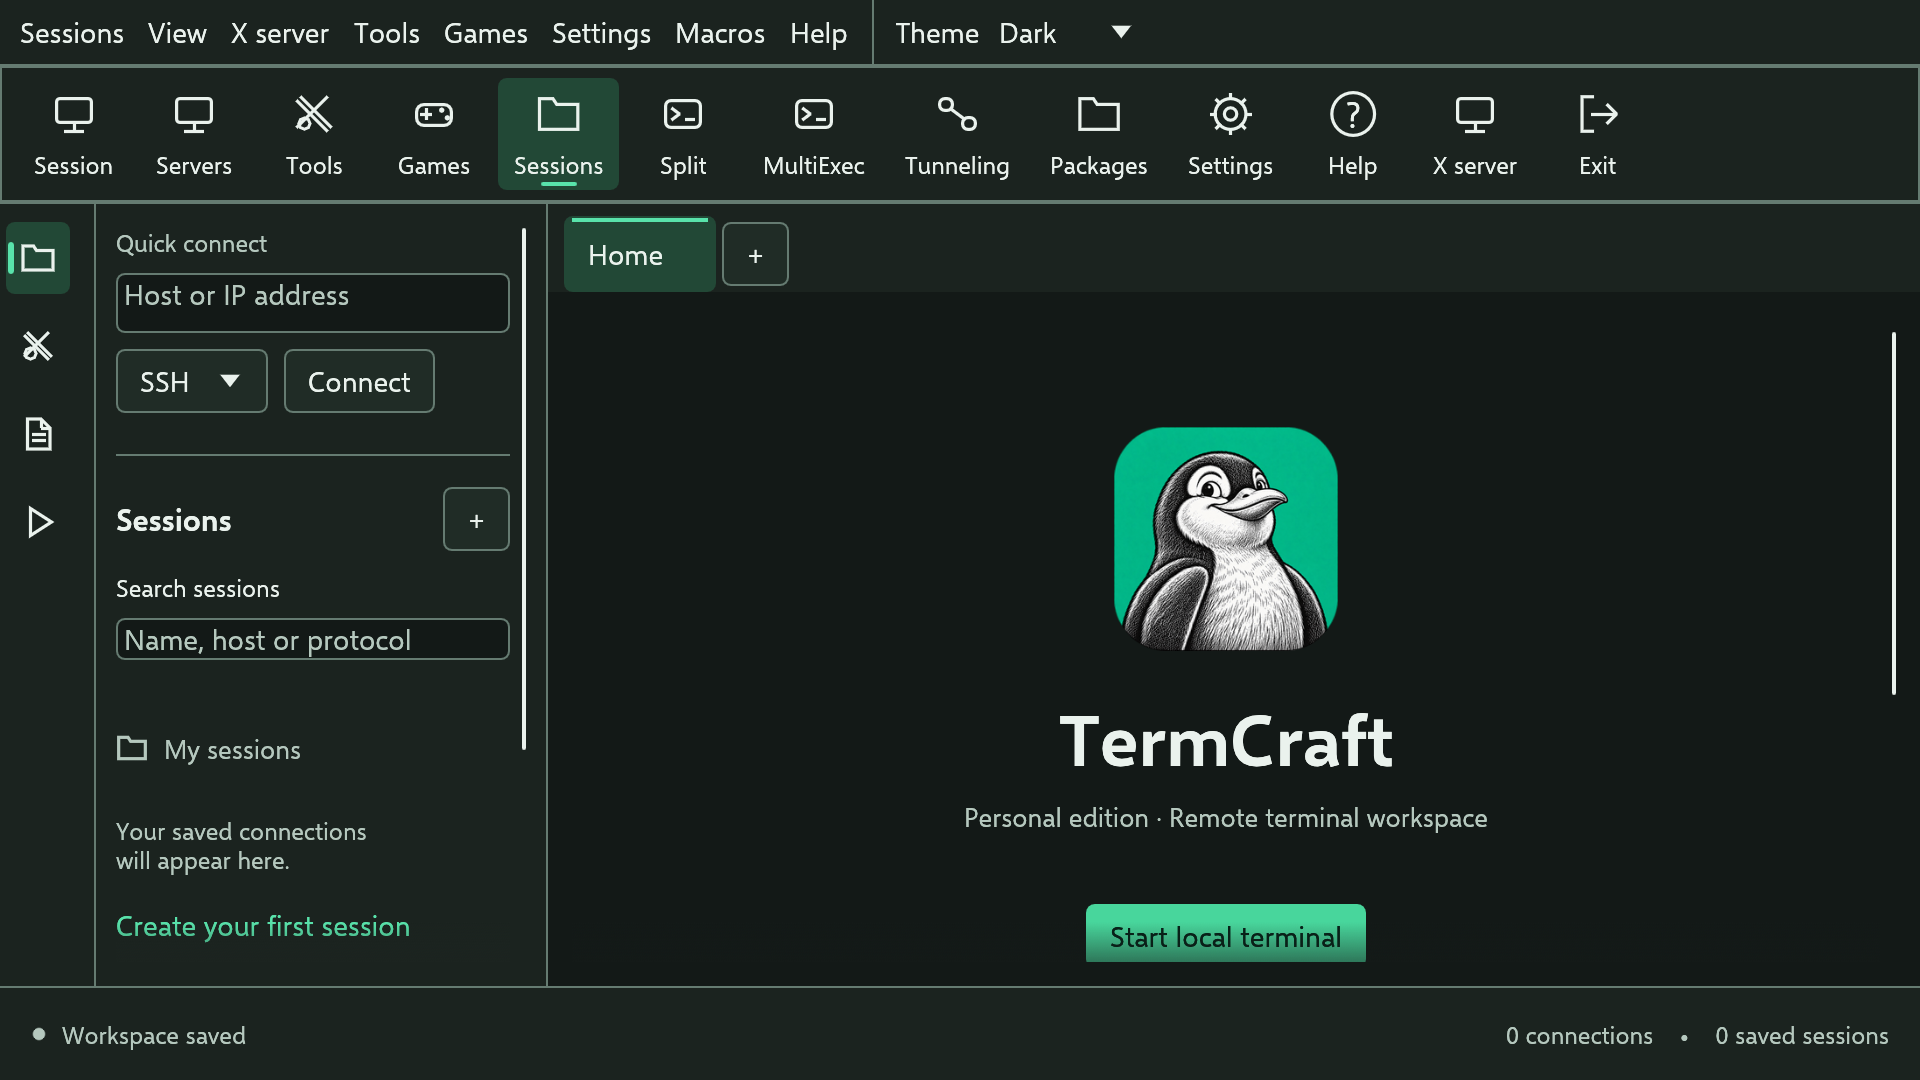 Sessions View X server Tools Games Settings Macros Help Theme Dark
Session Servers Tools Games Sessions Split MultiExec Tunneling Packages Settings Help X server Exit
Quick connect
Host or IP address
SSH Connect
Sessions +
Search sessions
Name, host or protocol
My sessions
Your saved connections
will appear here.
Create your first session
Home +
TermCraft
Personal edition · Remote terminal workspace
Start local terminal
Workspace saved
0 connections • 0 saved sessions